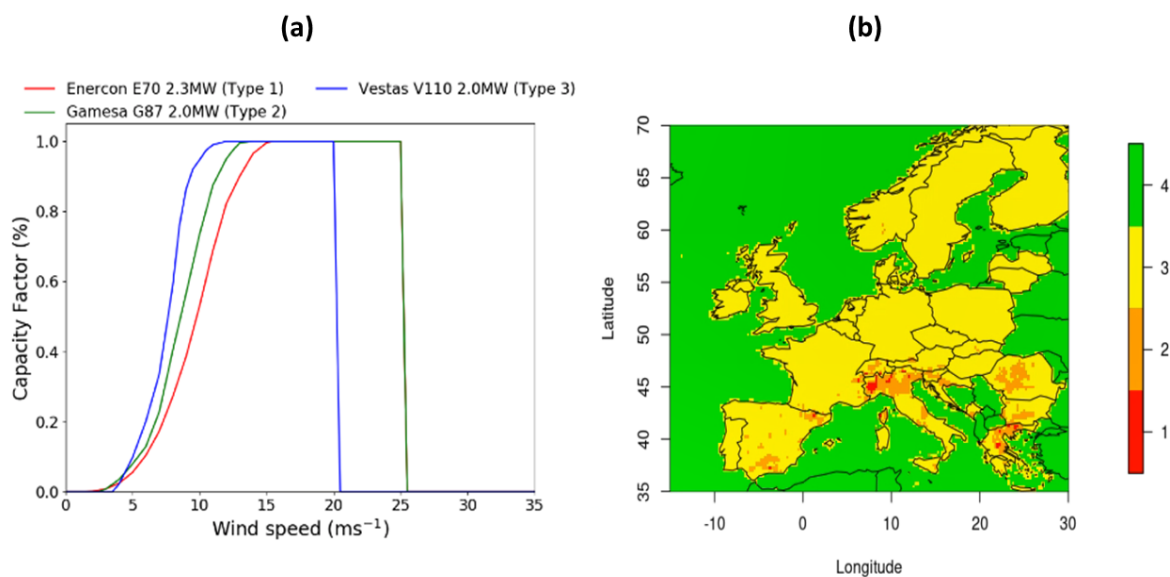 (a)
(b)
Enercon E70 2.3MW (Type 1)
Vestas V110 2.0MW (Type 3)
Gamesa G87 2.0MW (Type 2)
Capacity Factor (%)
1.0
0.8
0.6
0.4
0.2
0.0
0 5 10 15 20 25 30 35
Wind speed (ms⁻¹)
Latitude
70
65
60
55
50
45
40
35
-10 0 10 20 30
Longitude
4
3
2
1